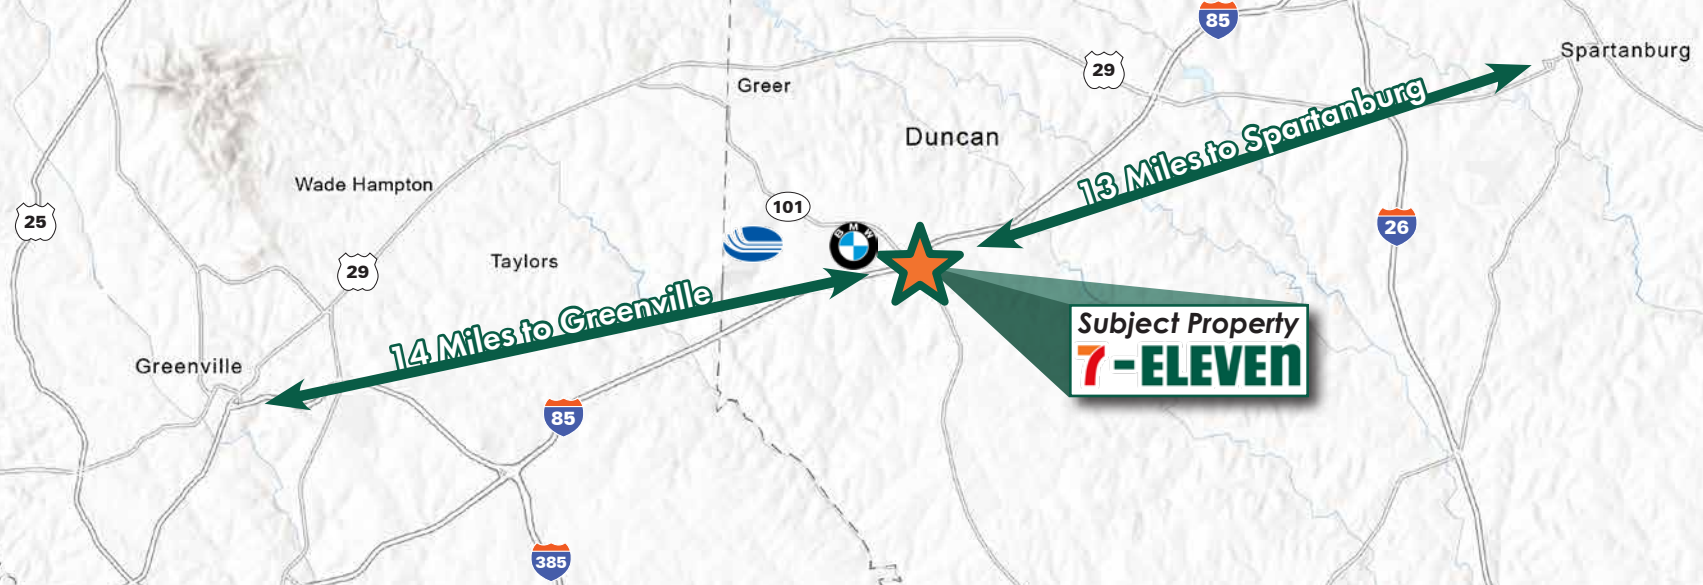 85
Spartanburg
29
Greer
Duncan
13 Miles to Spartanburg
Wade Hampton
101
25
BMW
26
29
Taylors
14 Miles to Greenville
Subject Property
7-ELEVEn
Greenville
85
385